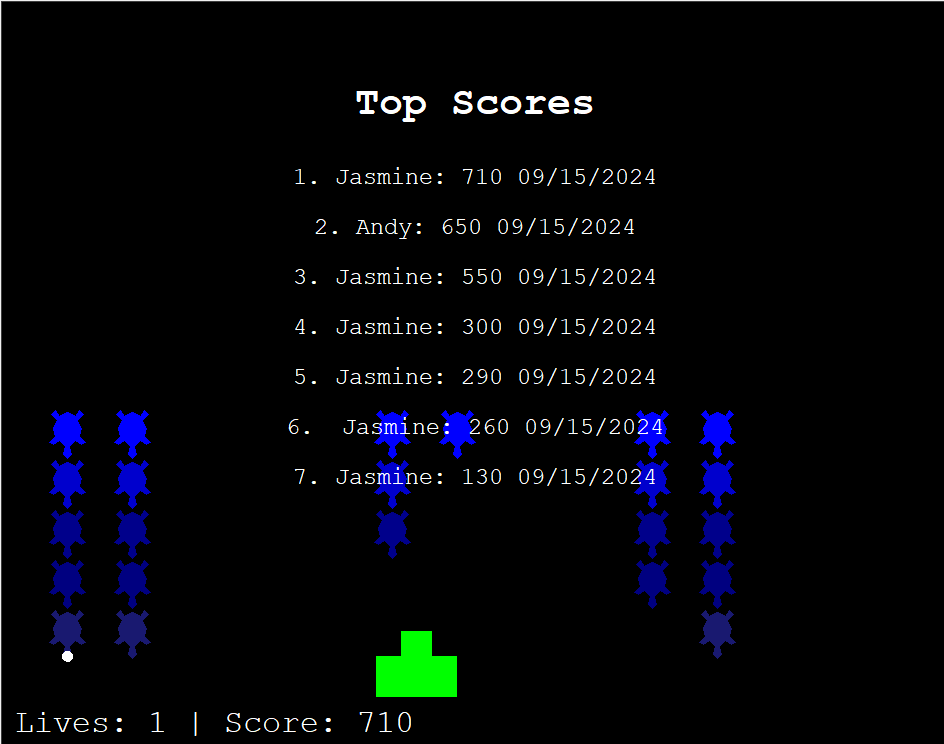 Top Scores
1. Jasmine: 710 09/15/2024
2. Andy: 650 09/15/2024
3. Jasmine: 550 09/15/2024
4. Jasmine: 300 09/15/2024
5. Jasmine: 290 09/15/2024
6.  Jasmine: 260 09/15/2024
7. Jasmine: 130 09/15/2024
Lives: 1 | Score: 710